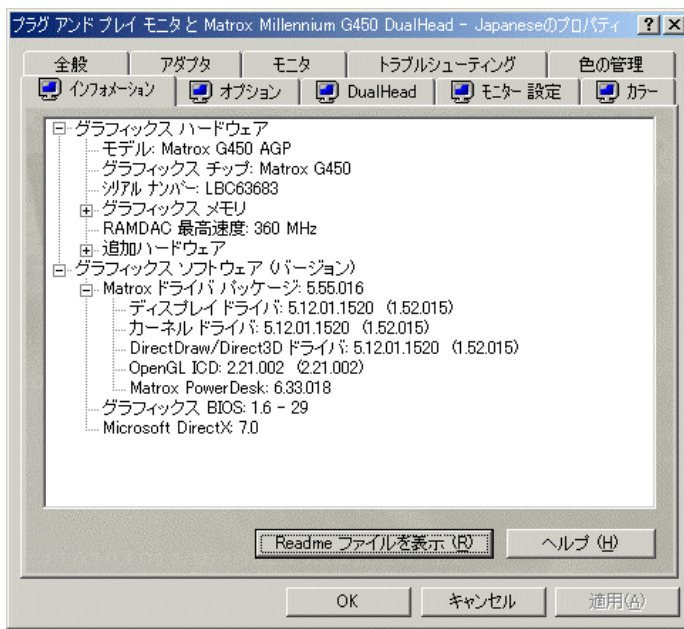 プラグ アンド プレイ モニタ と Matrox Millennium G450 DualHead - Japaneseのプロパティ
全般 アダプタ モニタ トラブルシューティング 色の管理
インフォメーション オプション DualHead モニター 設定 カラー
グラフィックス ハードウェア
モデル: Matrox G450 AGP
グラフィックス チップ: Matrox G450
シリアル ナンバー: LBC63683
グラフィックス メモリ
RAMDAC 最高速度: 360 MHz
追加ハードウェア
グラフィックス ソフトウェア (バージョン)
Matrox ドライバ パッケージ: 5.55.016
ディスプレイ ドライバ: 5.12.01.1520 (1.52.015)
カーネル ドライバ: 5.12.01.1520 (1.52.015)
DirectDraw/Direct3D ドライバ: 5.12.01.1520 (1.52.015)
OpenGL ICD: 2.21.002 (2.21.002)
Matrox PowerDesk: 6.33.018
グラフィックス BIOS: 1.6 - 29
Microsoft DirectX: 7.0
Readme ファイルを表示 (R) ヘルプ (H)
OK キャンセル 適用(A)